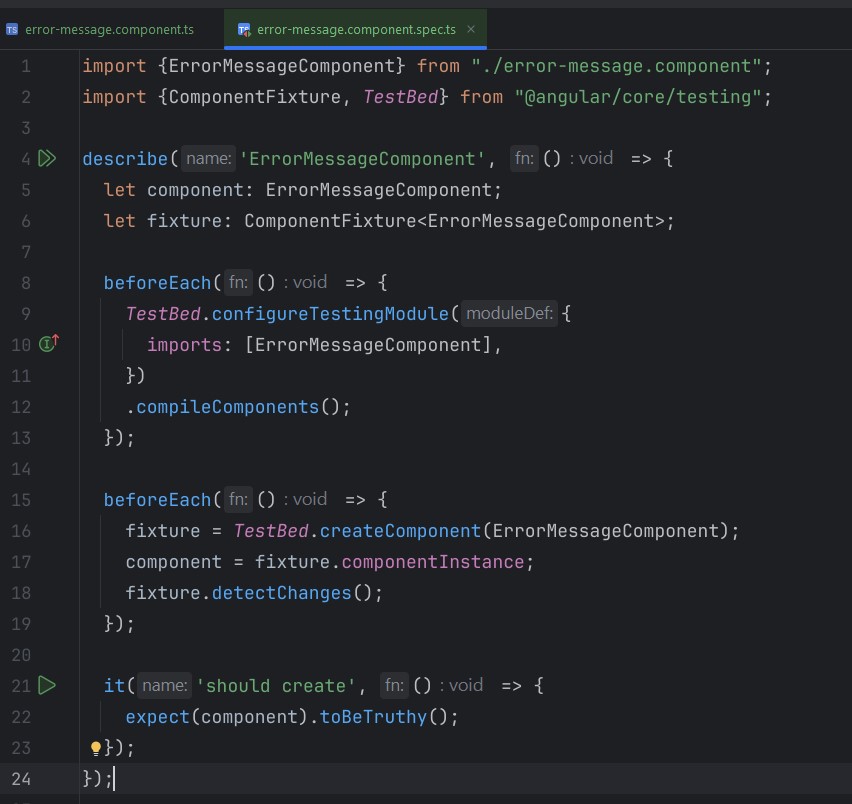 error-message.component.ts
error-message.component.spec.ts
1 import {ErrorMessageComponent} from "./error-message.component";
2 import {ComponentFixture, TestBed} from "@angular/core/testing";
3
4 describe( name: 'ErrorMessageComponent', fn: () : void => {
5 let component: ErrorMessageComponent;
6 let fixture: ComponentFixture<ErrorMessageComponent>;
7
8 beforeEach( fn: () : void => {
9 TestBed.configureTestingModule( moduleDef: {
10 imports: [ErrorMessageComponent],
11 })
12 .compileComponents();
13 });
14
15 beforeEach( fn: () : void => {
16 fixture = TestBed.createComponent(ErrorMessageComponent);
17 component = fixture.componentInstance;
18 fixture.detectChanges();
19 });
20
21 it( name: 'should create', fn: () : void => {
22 expect(component).toBeTruthy();
23 });
24 });